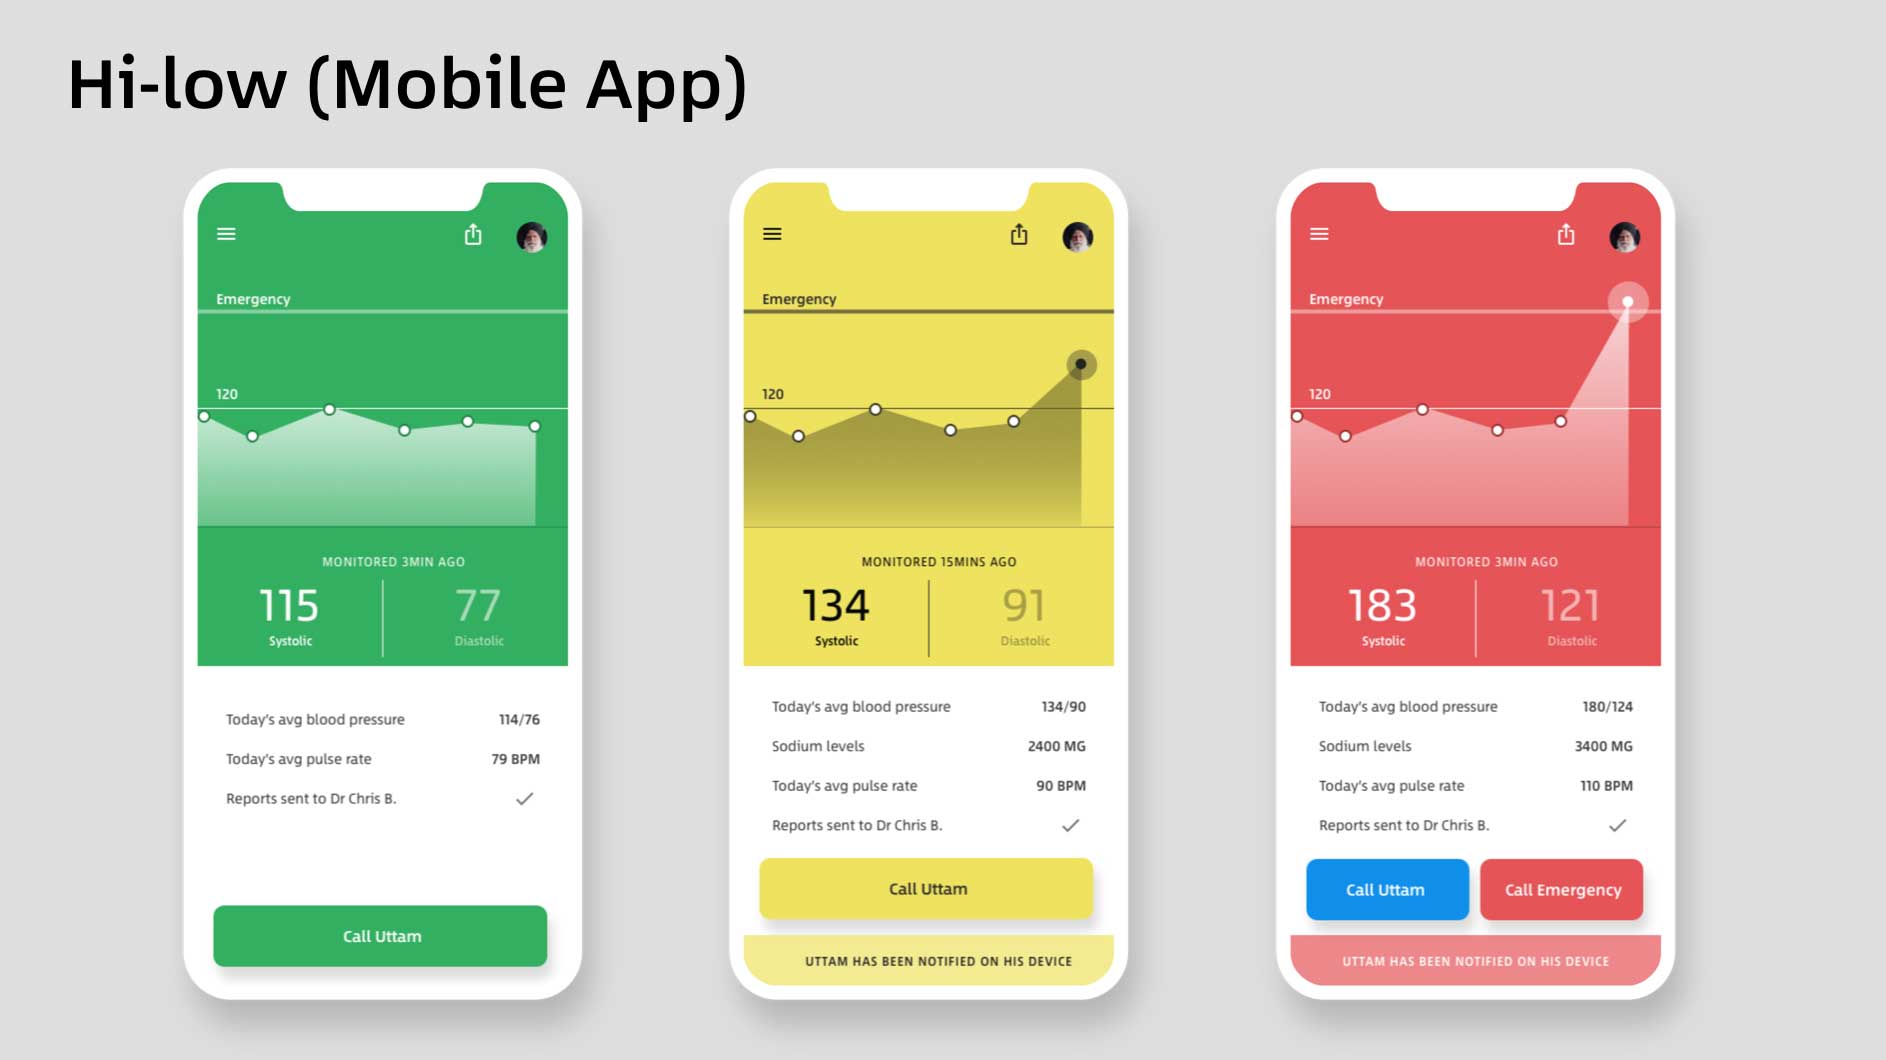 Hi-low (Mobile App)
Emergency
120
MONITORED 3MIN AGO
115 77
Systolic Diastolic
Today's avg blood pressure 114/76
Today's avg pulse rate 79 BPM
Reports sent to Dr Chris B.
Call Uttam
Emergency
120
MONITORED 15MINS AGO
134 91
Systolic Diastolic
Today's avg blood pressure 134/90
Sodium levels 2400 MG
Today's avg pulse rate 90 BPM
Reports sent to Dr Chris B.
Call Uttam
UTTAM HAS BEEN NOTIFIED ON HIS DEVICE
Emergency
120
MONITORED 3MIN AGO
183 121
Systolic Diastolic
Today's avg blood pressure 180/124
Sodium levels 3400 MG
Today's avg pulse rate 110 BPM
Reports sent to Dr Chris B.
Call Uttam Call Emergency
UTTAM HAS BEEN NOTIFIED ON HIS DEVICE